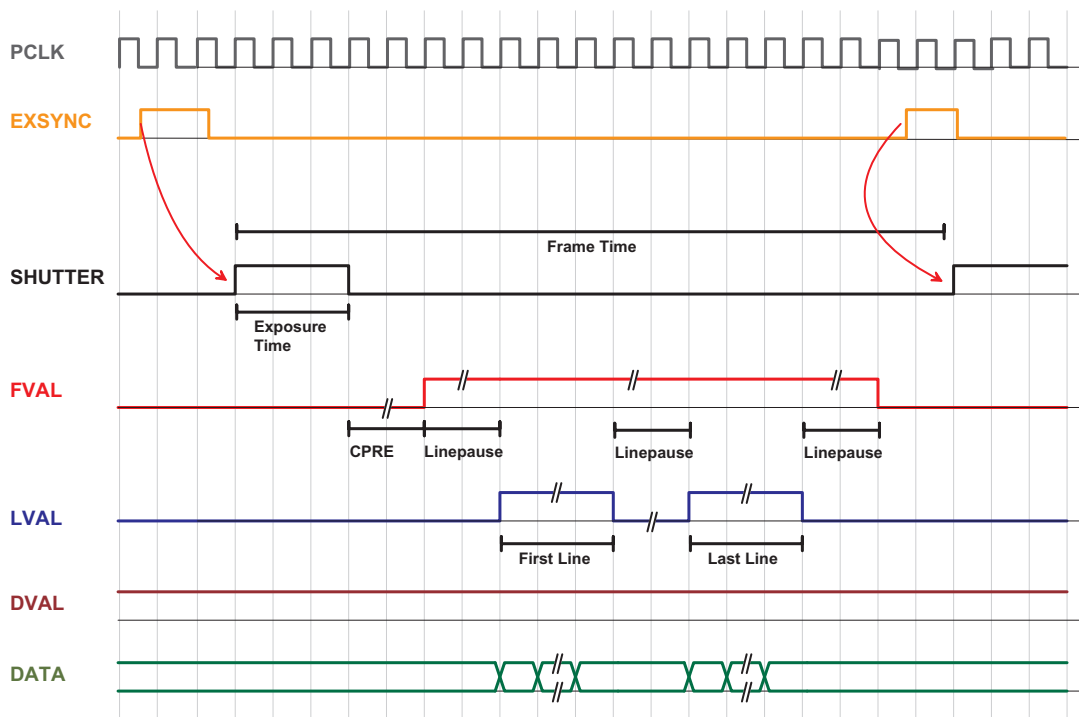 PCLK
EXSYNC
Frame Time
SHUTTER
Exposure
Time
FVAL
CPRE
Linepause
Linepause
Linepause
LVAL
First Line
Last Line
DVAL
DATA